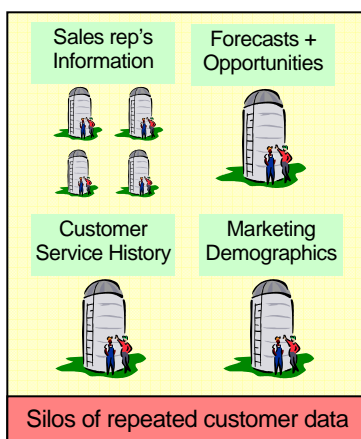 Sales rep's
Information
Forecasts +
Opportunities
Customer
Service History
Marketing
Demographics
Silos of repeated customer data